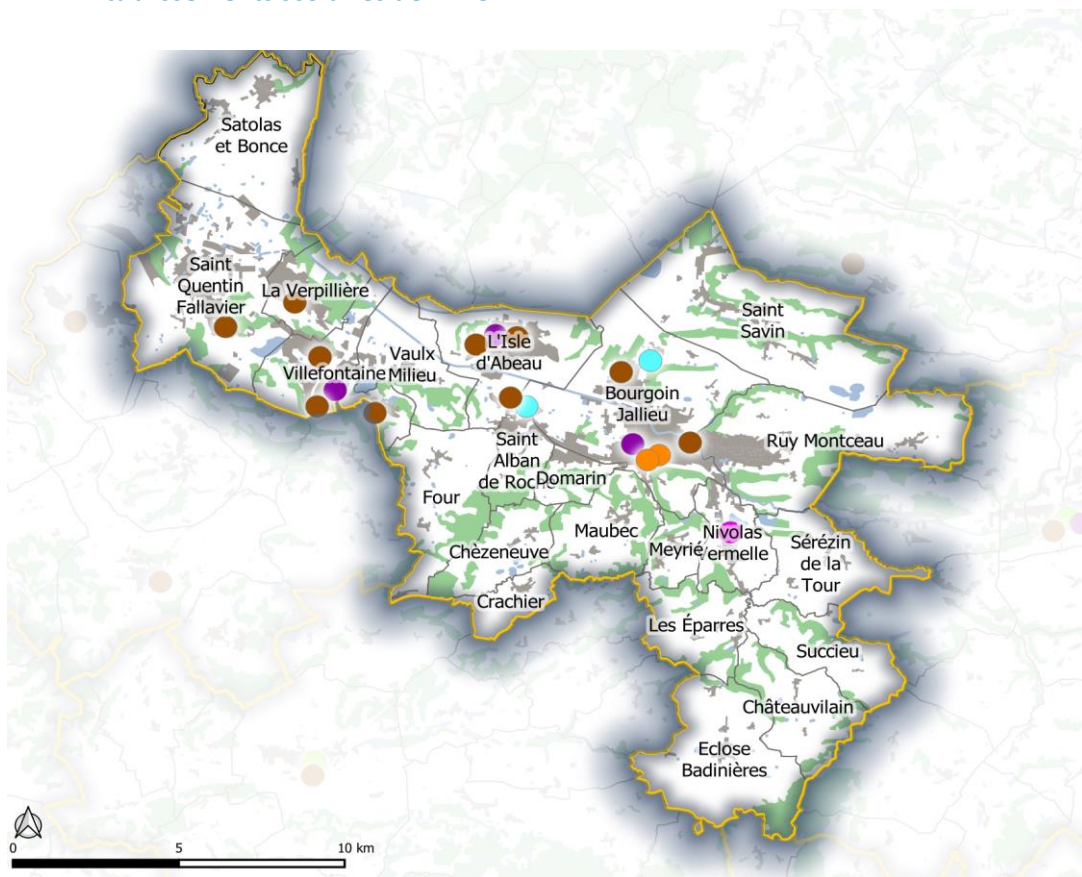 Satolas
et Bonce
Saint
Quentin
Fallavier
La Verpillière
Saint
Savin
L'Isle
d'Abeau
Vaulx
Milieu
Villefontaine
Bourgoin
Jallieu
Ruy Montceau
Saint
Alban
de Roche
Domarin
Four
Maubec
Nivolas
Vermelle
Meyrié
Sérézin
de la
Tour
Chèzeneuve
Crachier
Les Éparres
Succieu
Châteauvilain
Eclose
Badinières
0 5 10 km